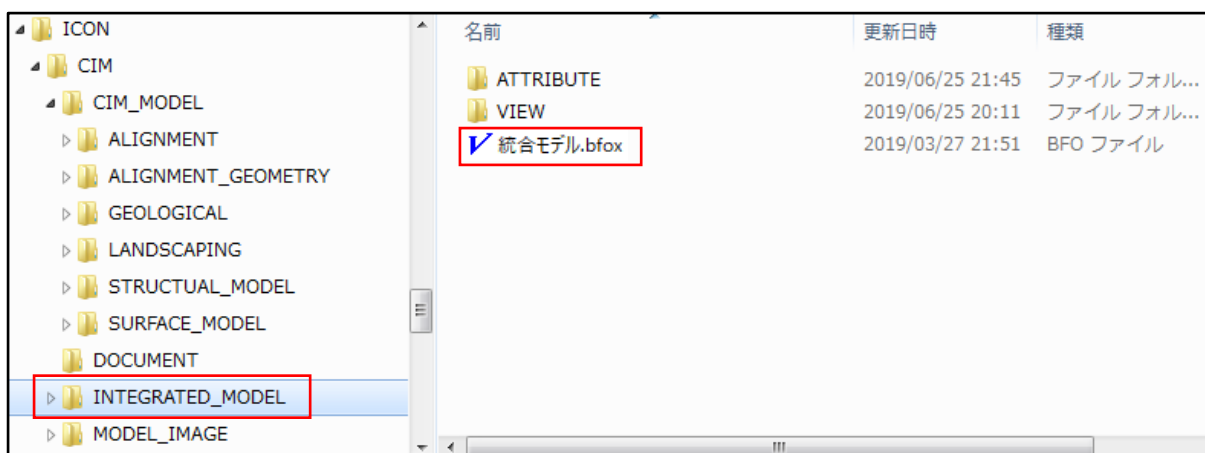 ICON
CIM
CIM_MODEL
ALIGNMENT
ALIGNMENT_GEOMETRY
GEOLOGICAL
LANDSCAPING
STRUCTUAL_MODEL
SURFACE_MODEL
DOCUMENT
INTEGRATED_MODEL
MODEL_IMAGE
名前 更新日時 種類
ATTRIBUTE 2019/06/25 21:45 ファイル フォル...
VIEW 2019/06/25 20:11 ファイル フォル...
統合モデル.bfox 2019/03/27 21:51 BFO ファイル